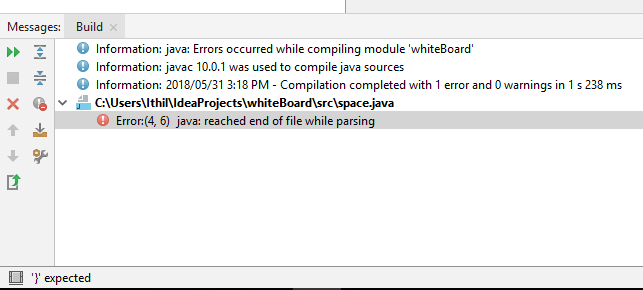 Messages: Build
Information: java: Errors occurred while compiling module 'whiteBoard'
Information: javac 10.0.1 was used to compile java sources
Information: 2018/05/31 3:18 PM - Compilation completed with 1 error and 0 warnings in 1 s 238 ms
C:\Users\Ithil\IdeaProjects\whiteBoard\src\space.java
Error:(4, 6) java: reached end of file while parsing
'}' expected